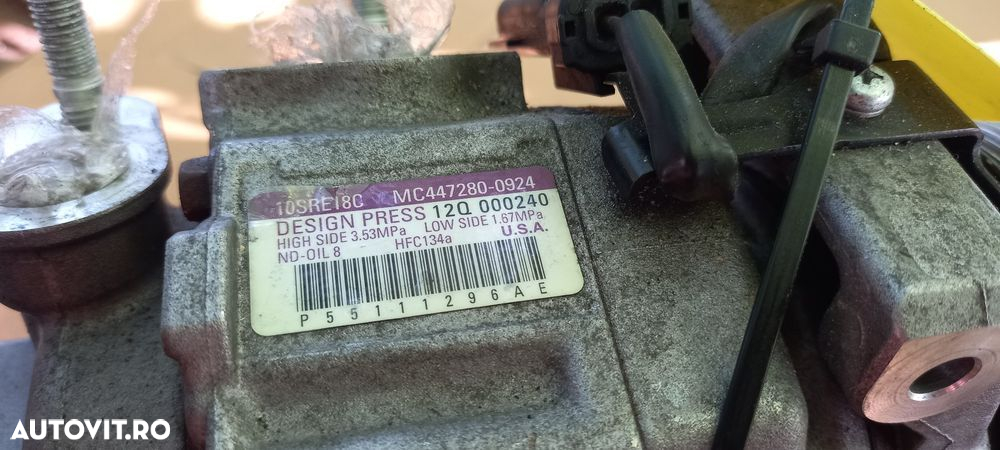 10SRE18C MC447280-0924
DESIGN PRESS 12Q 000240
HIGH SIDE 3.53MPa LOW SIDE 1.67MPa
ND-OIL 8 HFC134a U.S.A.
P55111296AE
AUTOVIT.RO